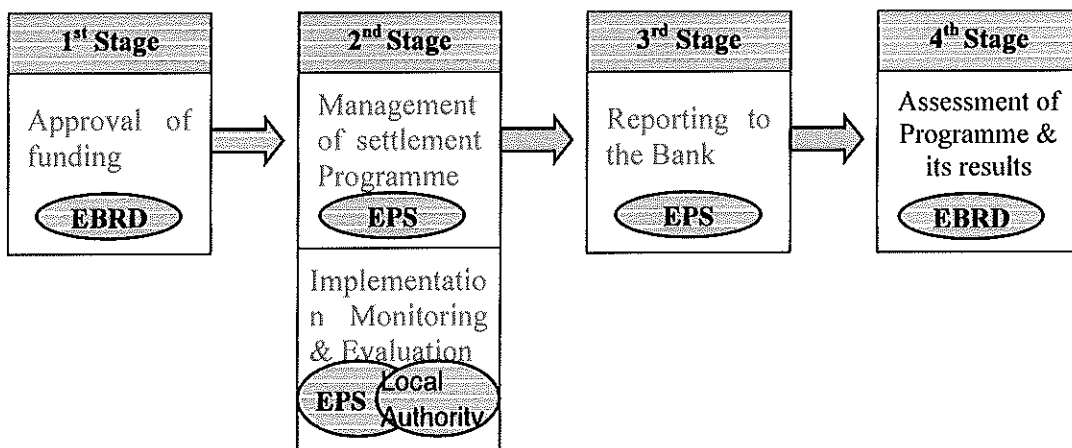 1st Stage
Approval of
funding
EBRD
2nd Stage
Management
of settlement
Programme
EPS
Implementatio
n Monitoring
& Evaluation
EPS
Local
Authority
3rd Stage
Reporting to
the Bank
EPS
4th Stage
Assessment of
Programme &
its results
EBRD